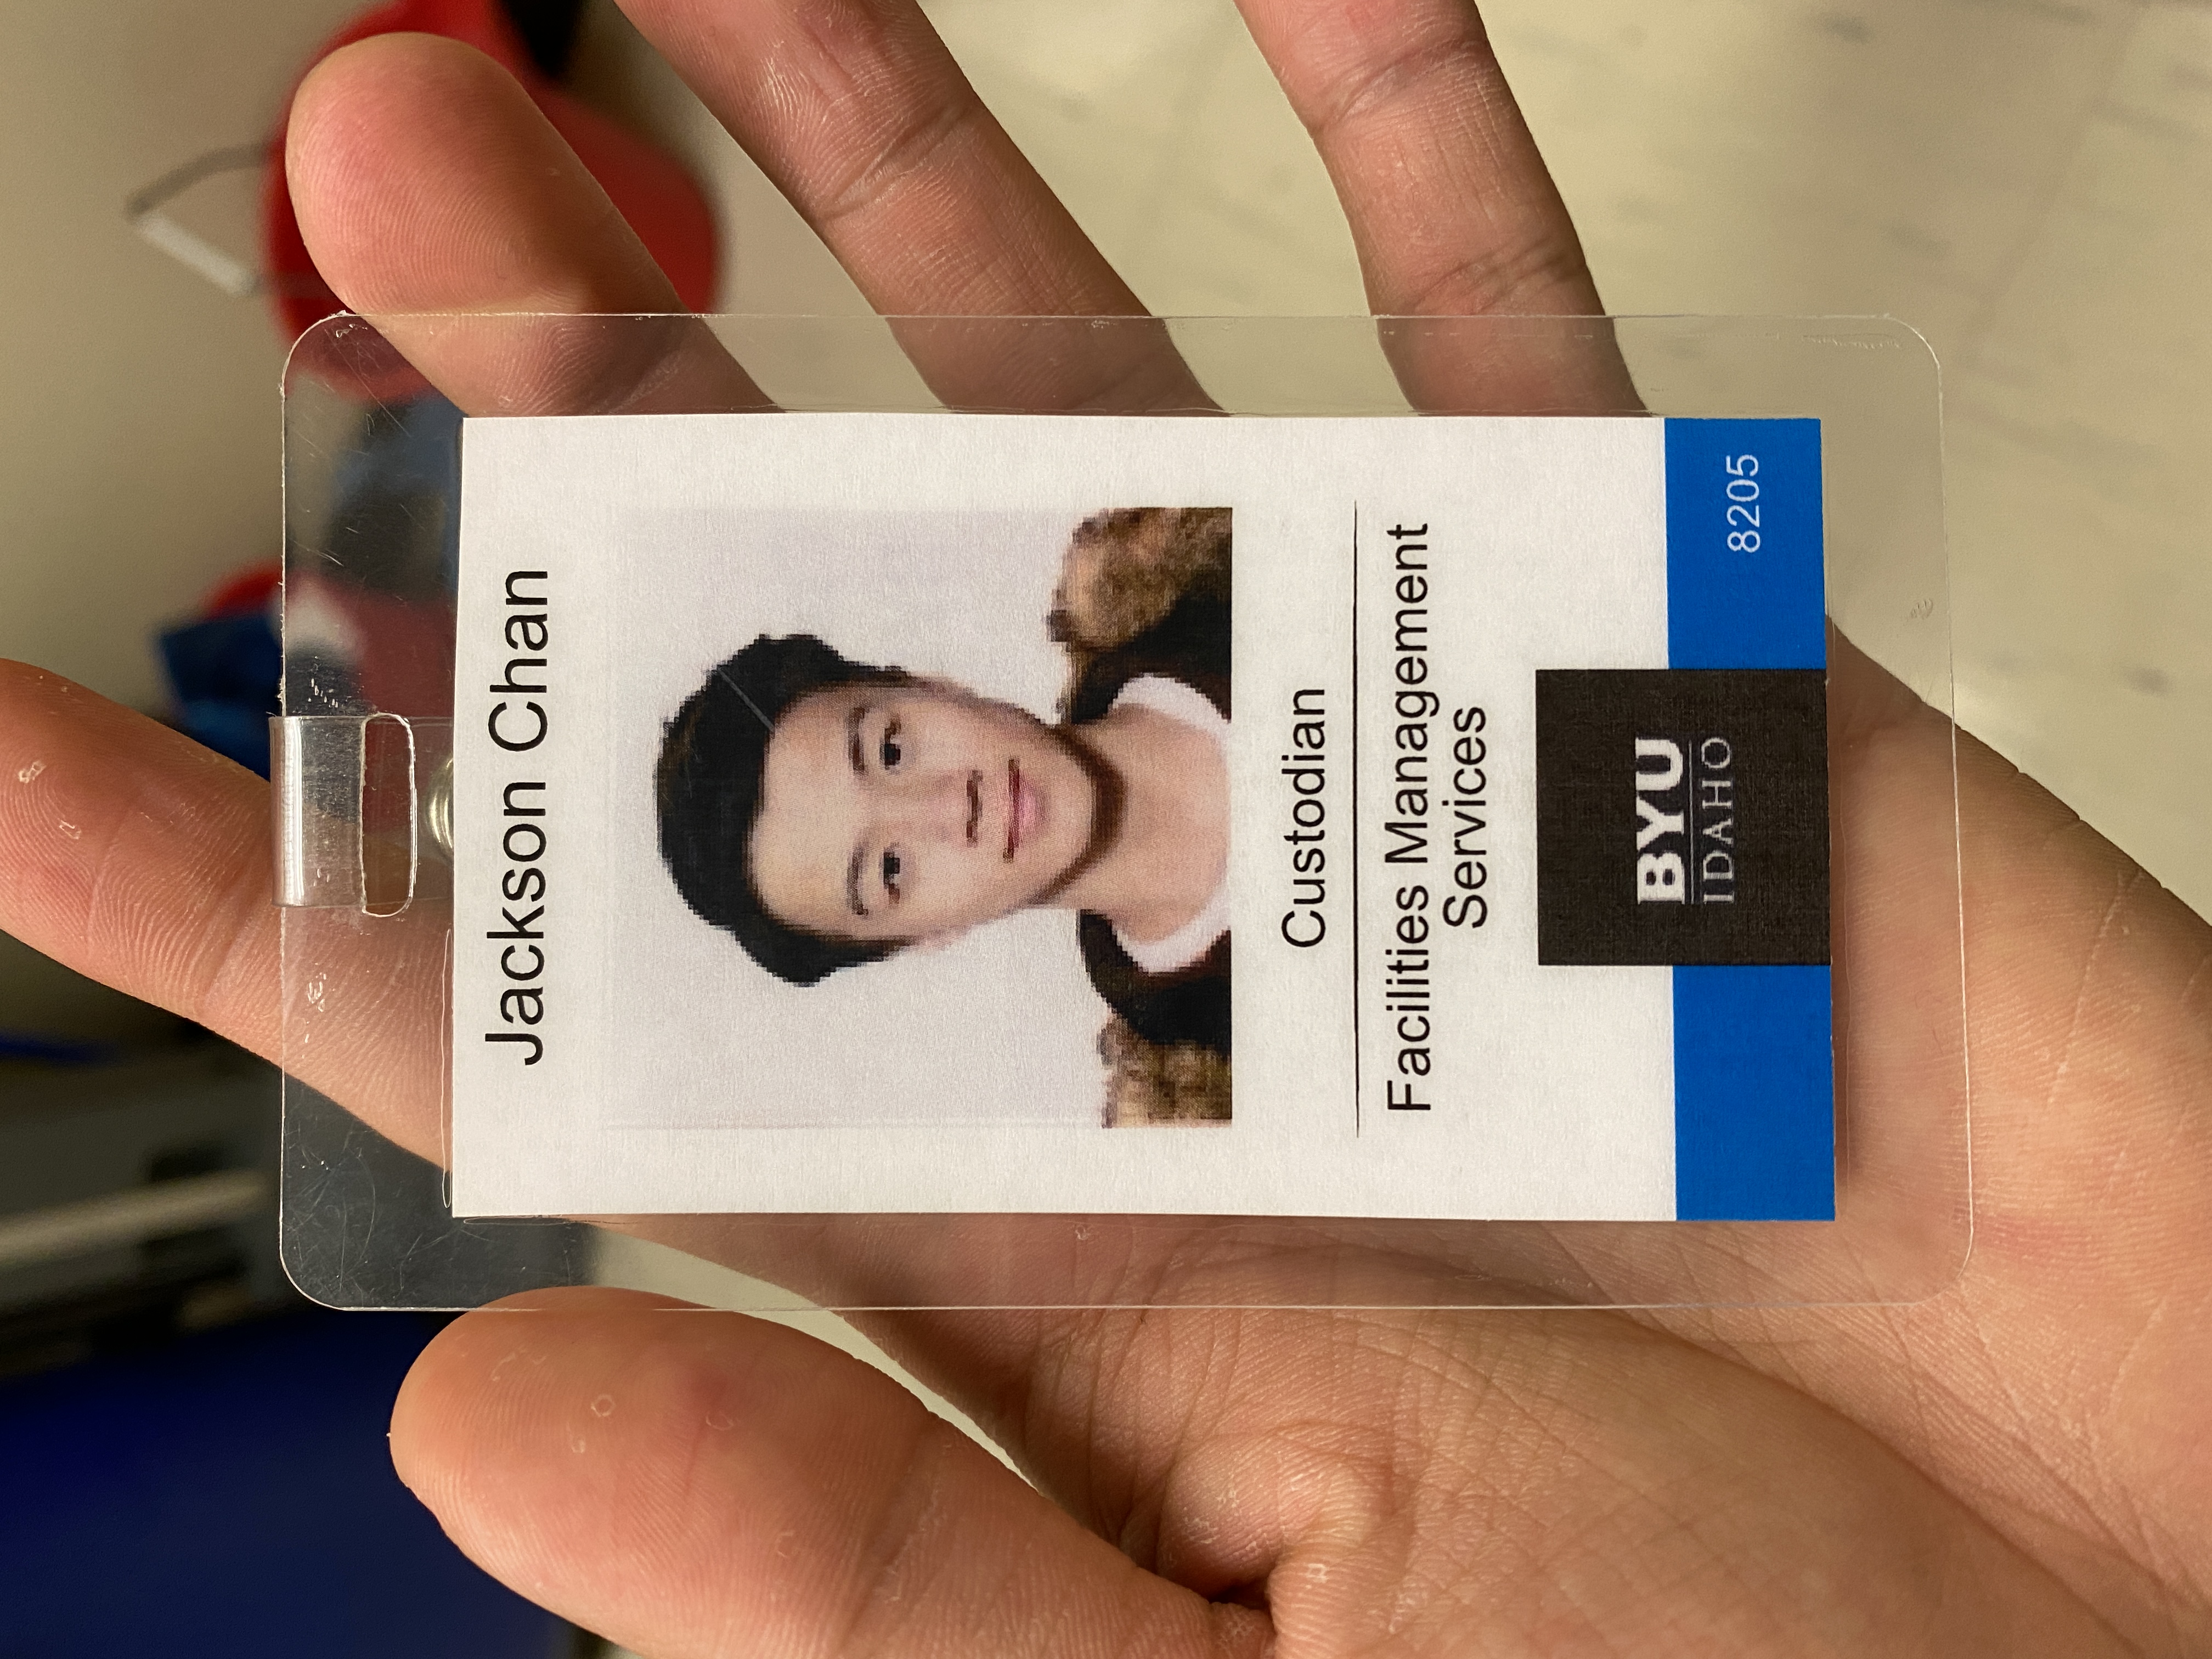 Jackson Chan
Custodian
Facilities Management
Services
BYU
IDAHO
8205